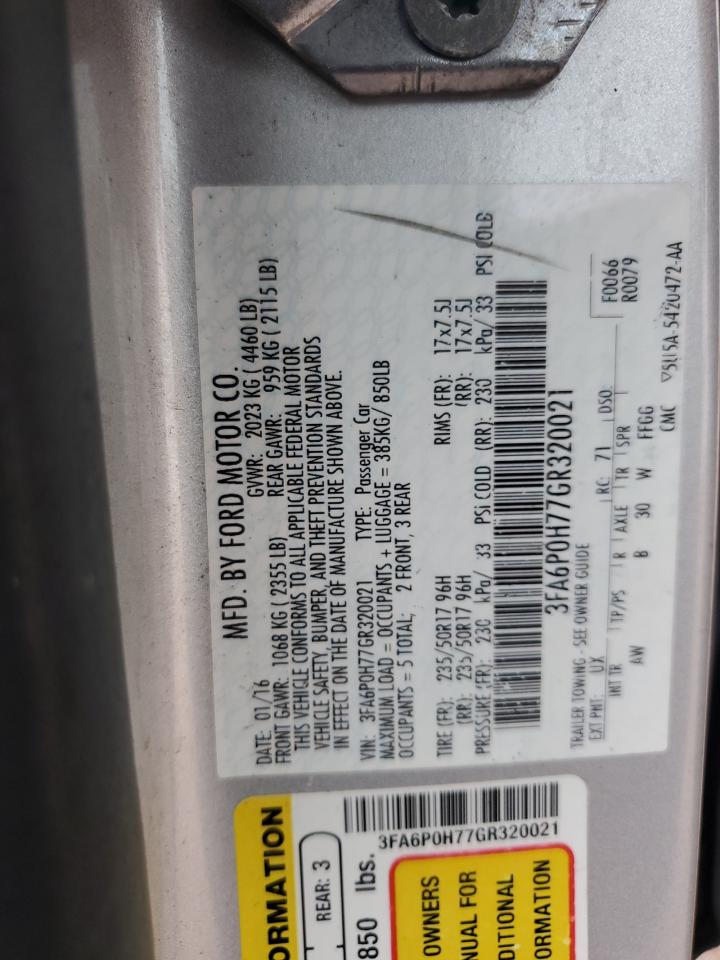 MFD. BY FORD MOTOR CO.
DATE: 01/16 GVWR: 2023 KG ( 4460 LB)
FRONT GAWR: 1068 KG ( 2355 LB) REAR GAWR: 959 KG ( 2115 LB)
THIS VEHICLE CONFORMS TO ALL APPLICABLE FEDERAL MOTOR
VEHICLE SAFETY, BUMPER, AND THEFT PREVENTION STANDARDS
IN EFFECT ON THE DATE OF MANUFACTURE SHOWN ABOVE.
VIN: 3FA6P0H77GR320021 TYPE: Passenger Car
MAXIMUM LOAD = OCCUPANTS + LUGGAGE = 385KG/ 850LB
OCCUPANTS = 5 TOTAL; 2 FRONT, 3 REAR
TIRE (FR): 235/50R17 96H RIMS (FR): 17x7.5J
(RR): 235/50R17 96H (RR): 17x7.5J
PRESSURE (FR): 230 kPa/ 33 PSI COLD (RR): 230 kPa/ 33 PSI COLD
3FA6P0H77GR320021
TRAILER TOWING - SEE OWNER GUIDE
F0066
EXT PNT: UX RC: 71 DSO: R0079
INT TR TP/PS R AXLE TR SPR
AW B 30 W FFGG
CMC 5U5A-5420472-AA
ORMATION
REAR: 3
850 lbs.
3FA6P0H77GR320021
OWNERS
NUAL FOR
DITIONAL
ORMATION